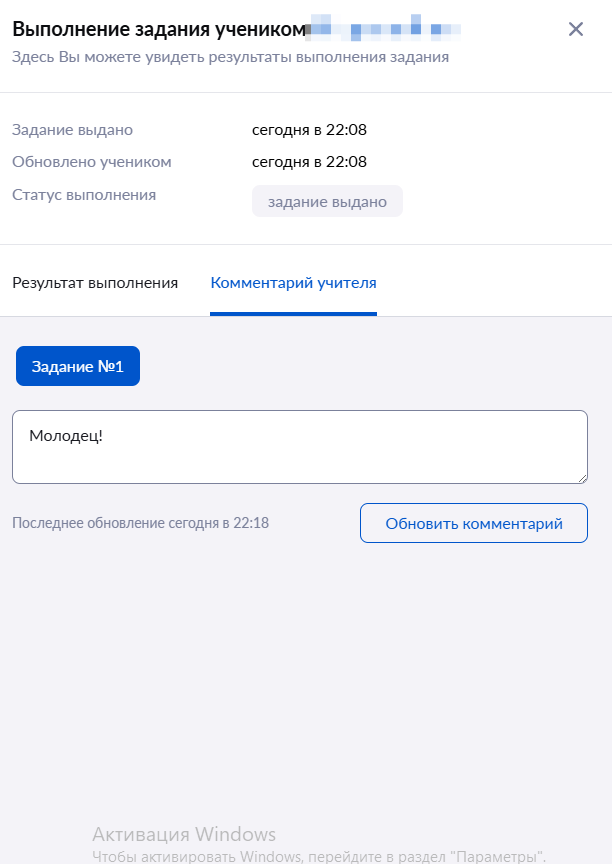 Выполнение задания учеником
Здесь Вы можете увидеть результаты выполнения задания
Задание выдано
сегодня в 22:08
Обновлено учеником
сегодня в 22:08
Статус выполнения
задание выдано
Результат выполнения
Комментарий учителя
Задание №1
Молодец!
Последнее обновление сегодня в 22:18
Обновить комментарий
Активация Windows
Чтобы активировать Windows, перейдите в раздел "Параметры".